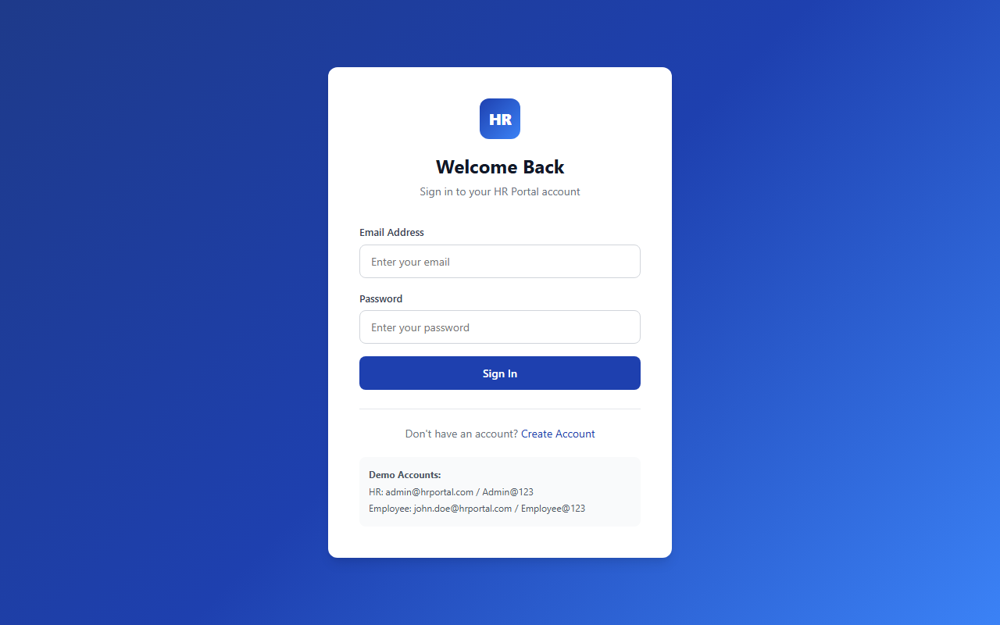 HR
Welcome Back
Sign in to your HR Portal account
Email Address
Enter your email
Password
Enter your password
Sign In
Don't have an account? Create Account
Demo Accounts:
HR: admin@hrportal.com / Admin@123
Employee: john.doe@hrportal.com / Employee@123